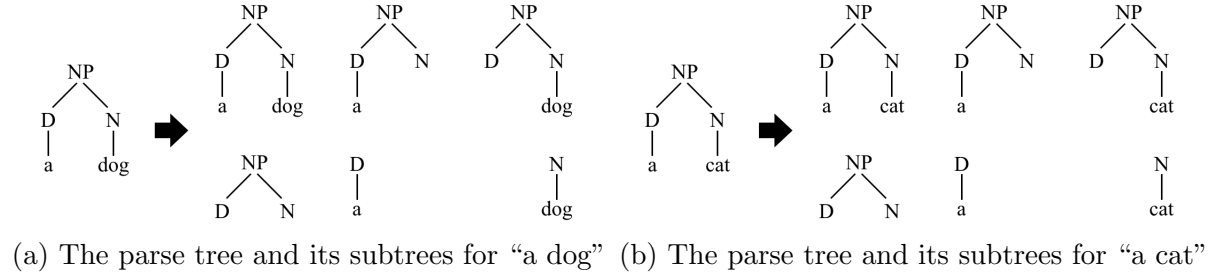 NP NP NP
D N D N D N
a dog a dog
NP
D N
a dog
NP D N
D N a dog
(a) The parse tree and its subtrees for “a dog”
NP NP NP
D N D N D N
a cat a cat
NP
D N
a cat
NP D N
D N a cat
(b) The parse tree and its subtrees for “a cat”